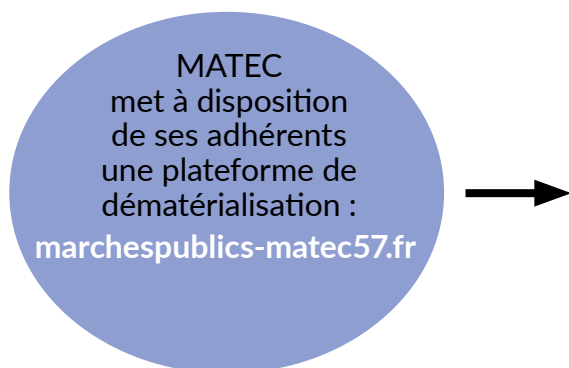 MATEC
met à disposition
de ses adhérents
une plateforme de
dématérialisation :
marchespublics-matec57.fr